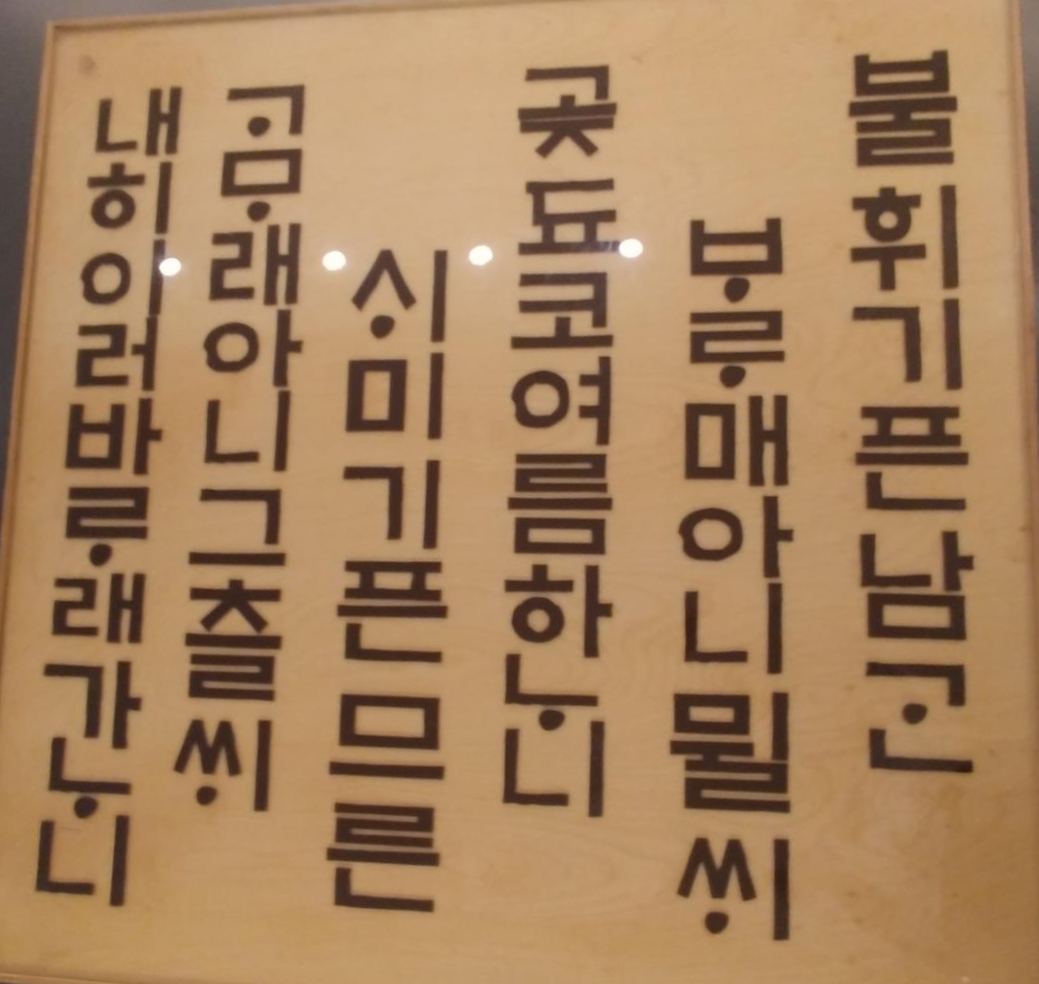 불휘기픈남ᄀᆞᆫ
ᄇᆞᄅᆞ매아니뮐ᄊᆡ
곶됴코여름하ᄂᆞ니
ᄉᆡ미기픈므른
ᄀᆞᄆᆞ래아니그츨ᄊᆡ
내히이러바ᄅᆞ래가ᄂᆞ니